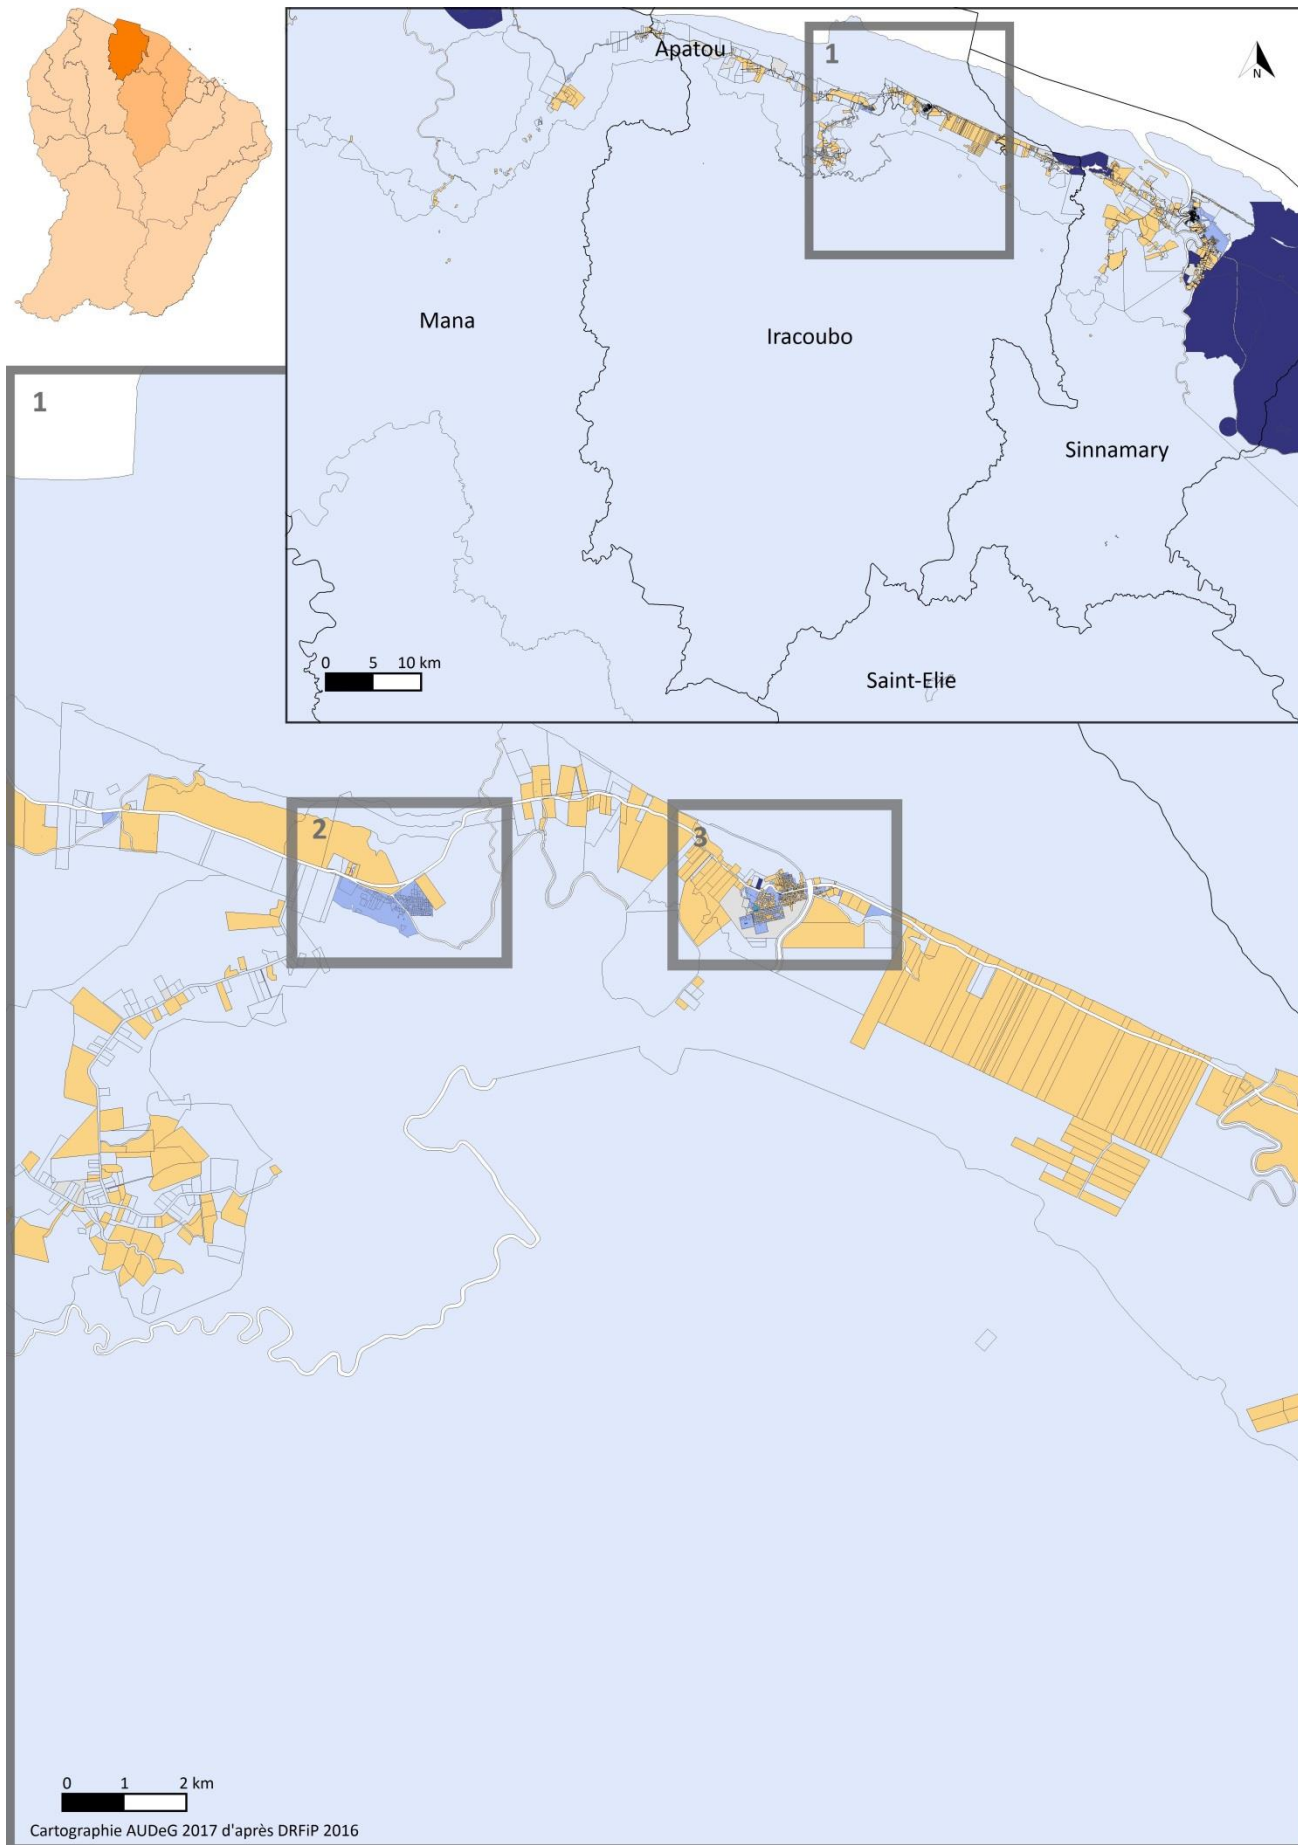 Apatou
1
N
Mana
Iracoubo
Sinnamary
Saint-Elie
0 5 10 km
1
2
3
0 1 2 km
Cartographie AUDeG 2017 d'après DRFiP 2016